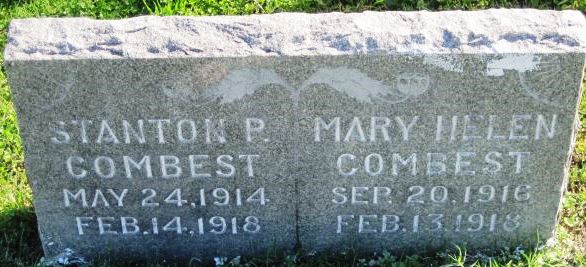 STANTON P.
COMBEST
MAY 24, 1914
FEB. 14, 1918
MARY HELEN
COMBEST
SEP. 20, 1916
FEB. 13, 1918